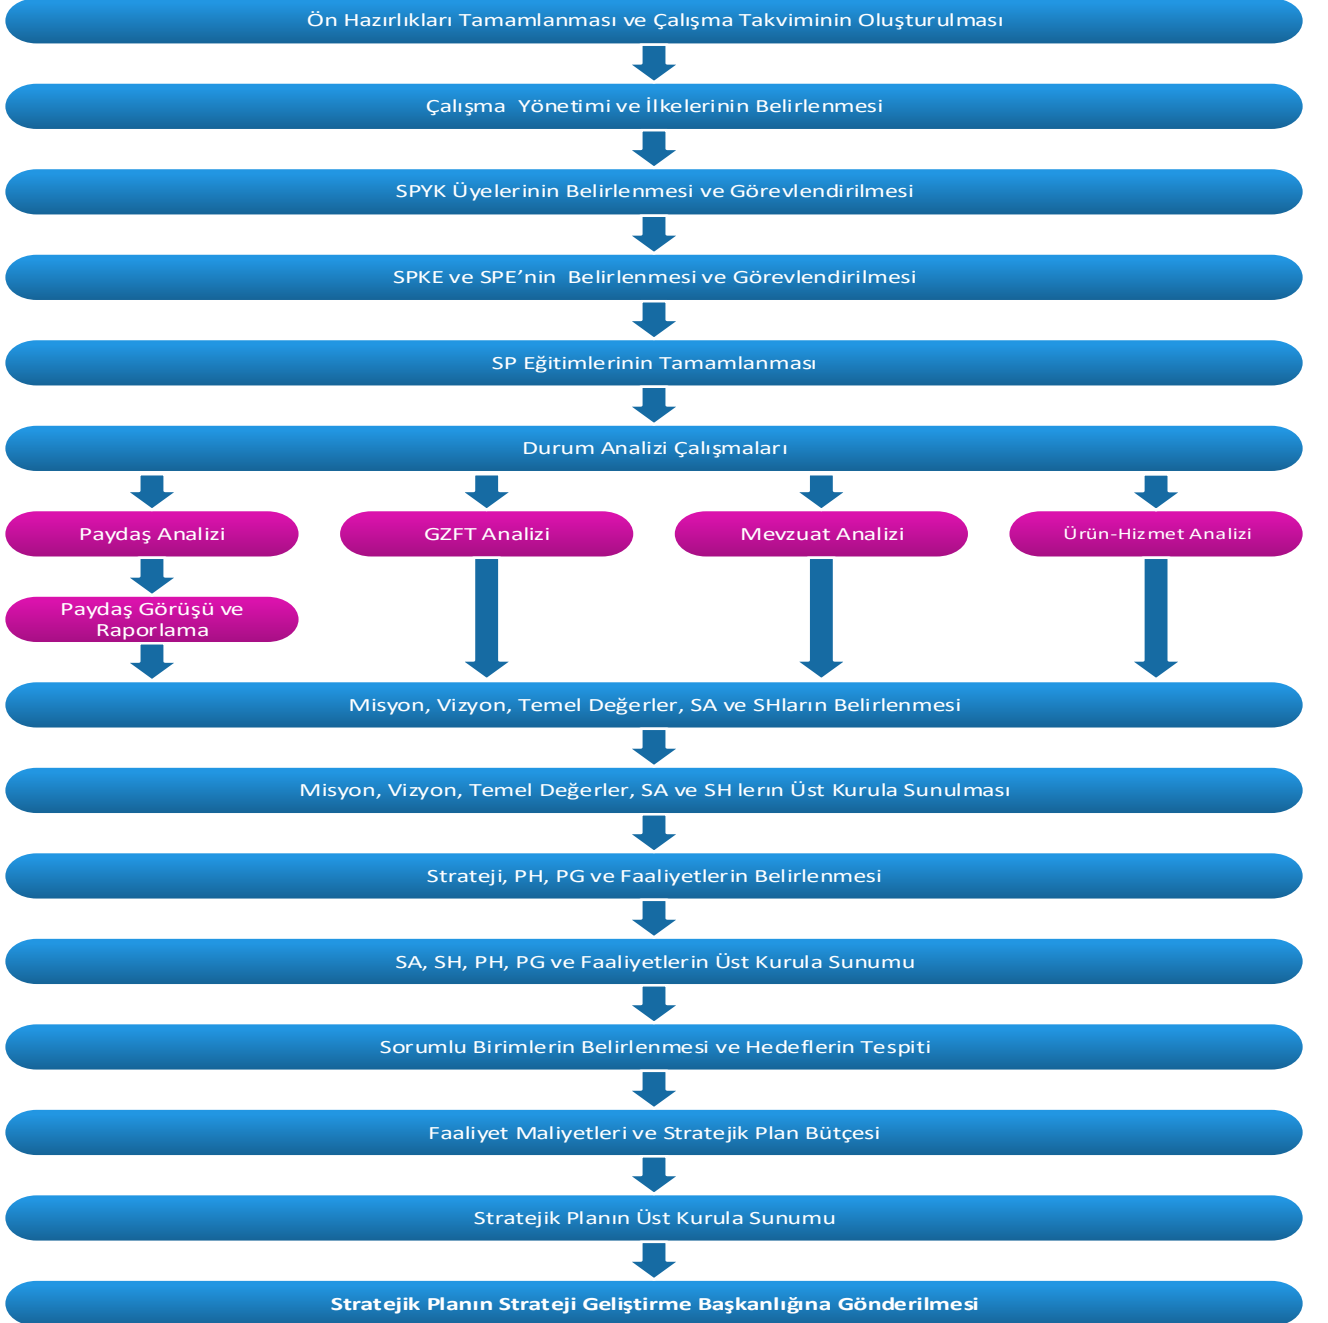 Ön Hazırlıkları Tamamlanması ve Çalışma Takviminin Oluşturulması
Çalışma Yönetimi ve İlkelerinin Belirlenmesi
SPYK Üyelerinin Belirlenmesi ve Görevlendirilmesi
SPKE ve SPE’nin Belirlenmesi ve Görevlendirilmesi
SP Eğitimlerinin Tamamlanması
Durum Analizi Çalışmaları
Paydaş Analizi
GZFT Analizi
Mevzuat Analizi
Ürün-Hizmet Analizi
Paydaş Görüşü ve
Raporlama
Misyon, Vizyon, Temel Değerler, SA ve SHların Belirlenmesi
Misyon, Vizyon, Temel Değerler, SA ve SH lerın Üst Kurula Sunulması
Strateji, PH, PG ve Faaliyetlerin Belirlenmesi
SA, SH, PH, PG ve Faaliyetlerin Üst Kurula Sunumu
Sorumlu Birimlerin Belirlenmesi ve Hedeflerin Tespiti
Faaliyet Maliyetleri ve Stratejik Plan Bütçesi
Stratejik Planın Üst Kurula Sunumu
Stratejik Planın Strateji Geliştirme Başkanlığına Gönderilmesi